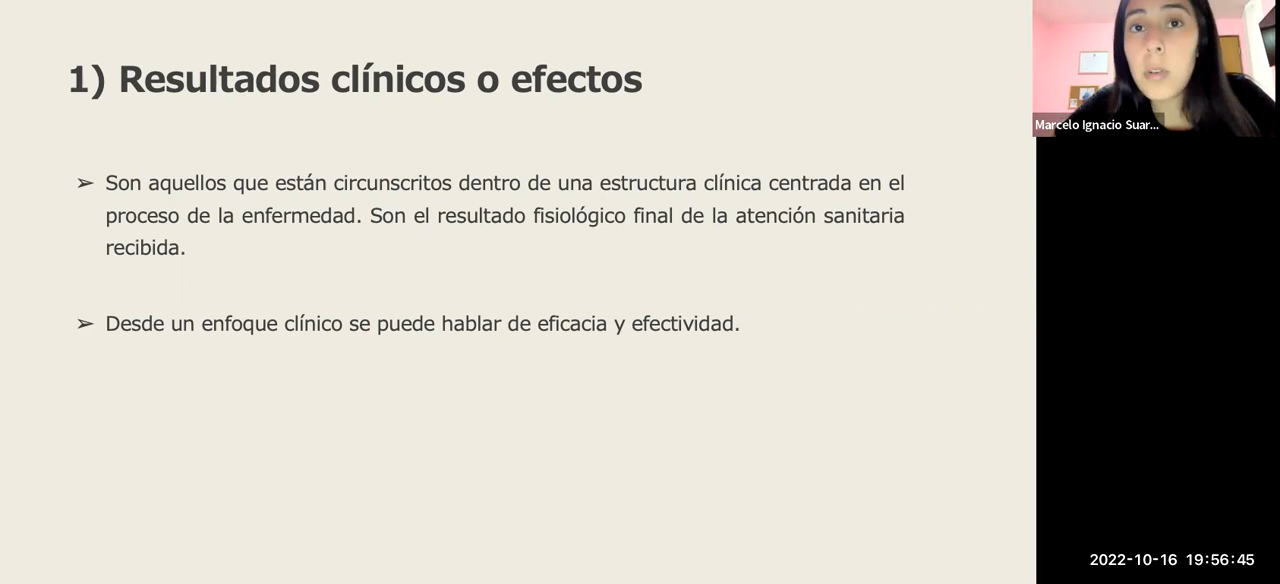 1) Resultados clínicos o efectos
➢ Son aquellos que están circunscritos dentro de una estructura clínica centrada en el
proceso de la enfermedad. Son el resultado fisiológico final de la atención sanitaria
recibida.
➢ Desde un enfoque clínico se puede hablar de eficacia y efectividad.
Marcelo Ignacio Suar...
2022-10-16 19:56:45